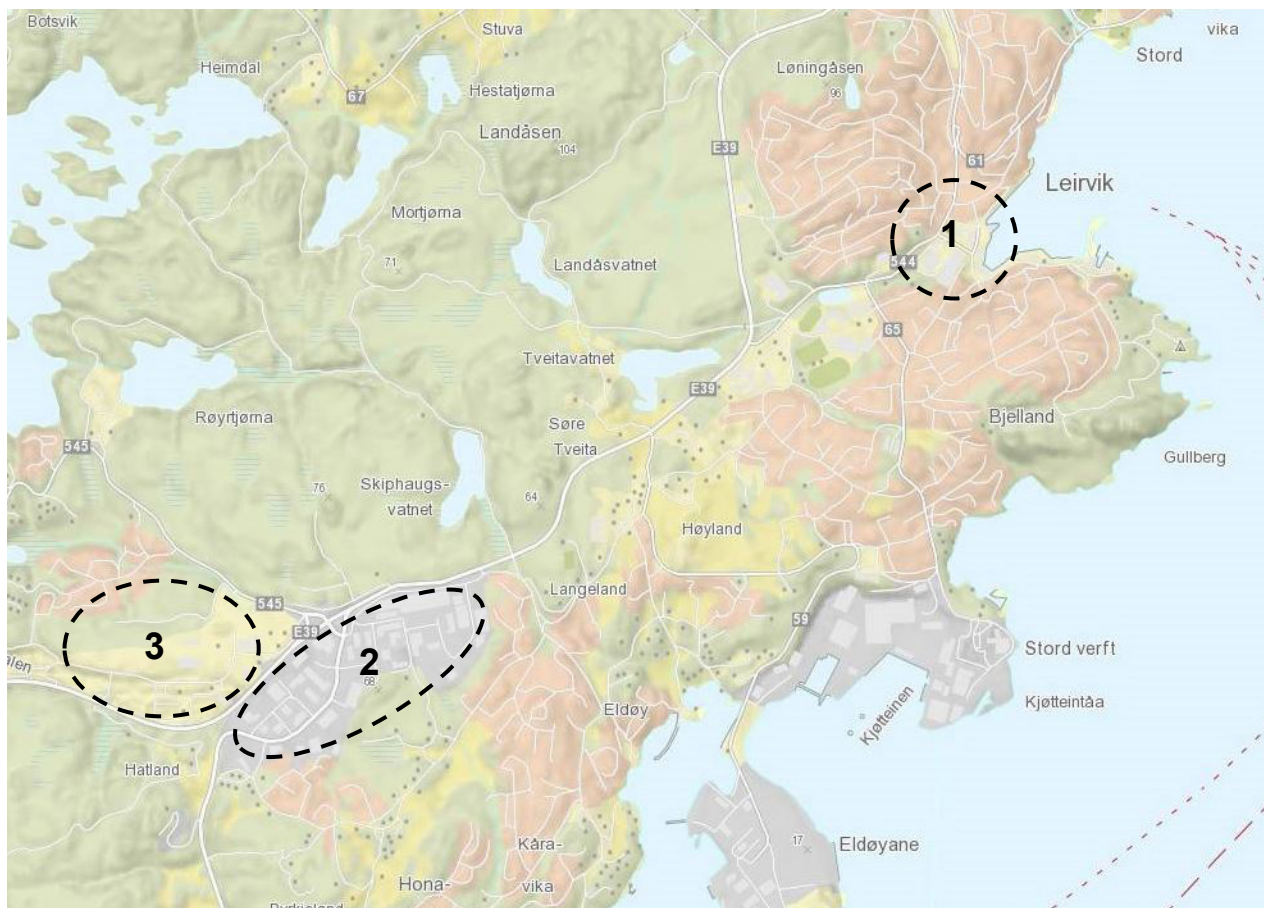 Botsvik
Stuva
vika
Stord
Heimdal
Løningåsen
67
Hestatjørna
96
Landåsen
104
E39
61
Leirvik
Mortjørna
1
71
Landåsvatnet
544
65
Tveitavatnet
E39
Røyrtjørna
Bjelland
Søre
Tveita
545
Gullberg
Skiphaugs-
vatnet
76
64
Høyland
Langeland
545
E39
59
3
2
Stord verft
alen
68
Kjøtteinen
Kjøtteintåa
Eldøy
Hatland
17
Eldøyane
Kåra-
vika
Hona-